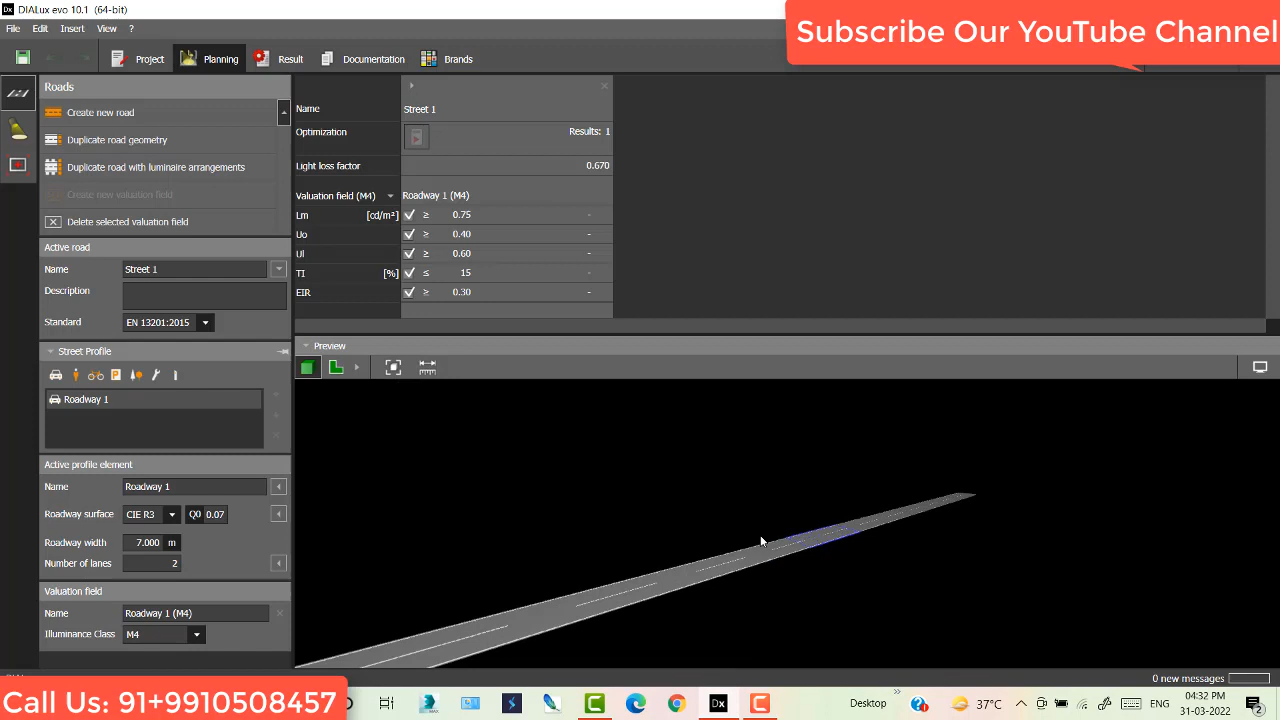 DIALux evo 10.1 (64-bit)
Subscribe Our YouTube Channel
File Edit Insert View ?
Project Planning Result Documentation Brands
Roads
Create new road
Duplicate road geometry
Duplicate road with luminaire arrangements
Create new valuation field
Delete selected valuation field
Active road
Name Street 1
Description
Standard EN 13201:2015
Street Profile
Roadway 1
Active profile element
Name Roadway 1
Roadway surface CIE R3 Q0 0.07
Roadway width 7.000 m
Number of lanes 2
Valuation field
Name Roadway 1 (M4)
Illuminance Class M4
Name Street 1
Optimization Results: 1
Light loss factor 0.670
Valuation field (M4) Roadway 1 (M4)
Lm [cd/m²] ≥ 0.75 -
Uo ≥ 0.40 -
Ul ≥ 0.60 -
TI [%] ≤ 15 -
EIR ≥ 0.30 -
Preview
0 new messages
Call Us: 91+9910508457
Desktop
37°C
ENG
04:32 PM
31-03-2022